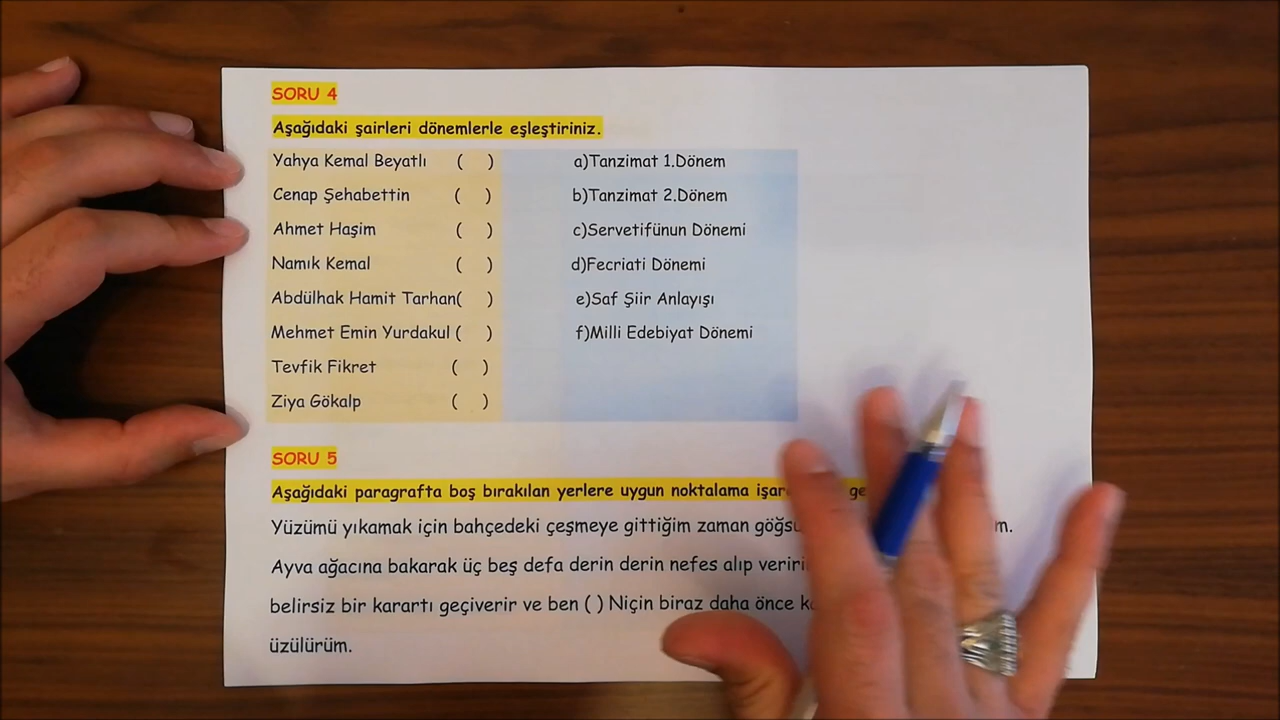 SORU 4
Aşağıdaki şairleri dönemlerle eşleştiriniz.
Yahya Kemal Beyatlı ( ) a)Tanzimat 1.Dönem
Cenap Şehabettin ( ) b)Tanzimat 2.Dönem
Ahmet Haşim ( ) c)Servetifünun Dönemi
Namık Kemal ( ) d)Fecriati Dönemi
Abdülhak Hamit Tarhan( ) e)Saf Şiir Anlayışı
Mehmet Emin Yurdakul ( ) f)Milli Edebiyat Dönemi
Tevfik Fikret ( )
Ziya Gökalp ( )
SORU 5
Aşağıdaki paragrafta boş bırakılan yerlere uygun noktalama
Yüzümü yıkamak için bahçedeki çeşmeye gittiğim zaman
Ayva ağacına bakarak üç beş defa derin derin nefes alıp
belirsiz bir karartı geçiverir ve ben ( ) Niçin biraz daha önce
üzülürüm.